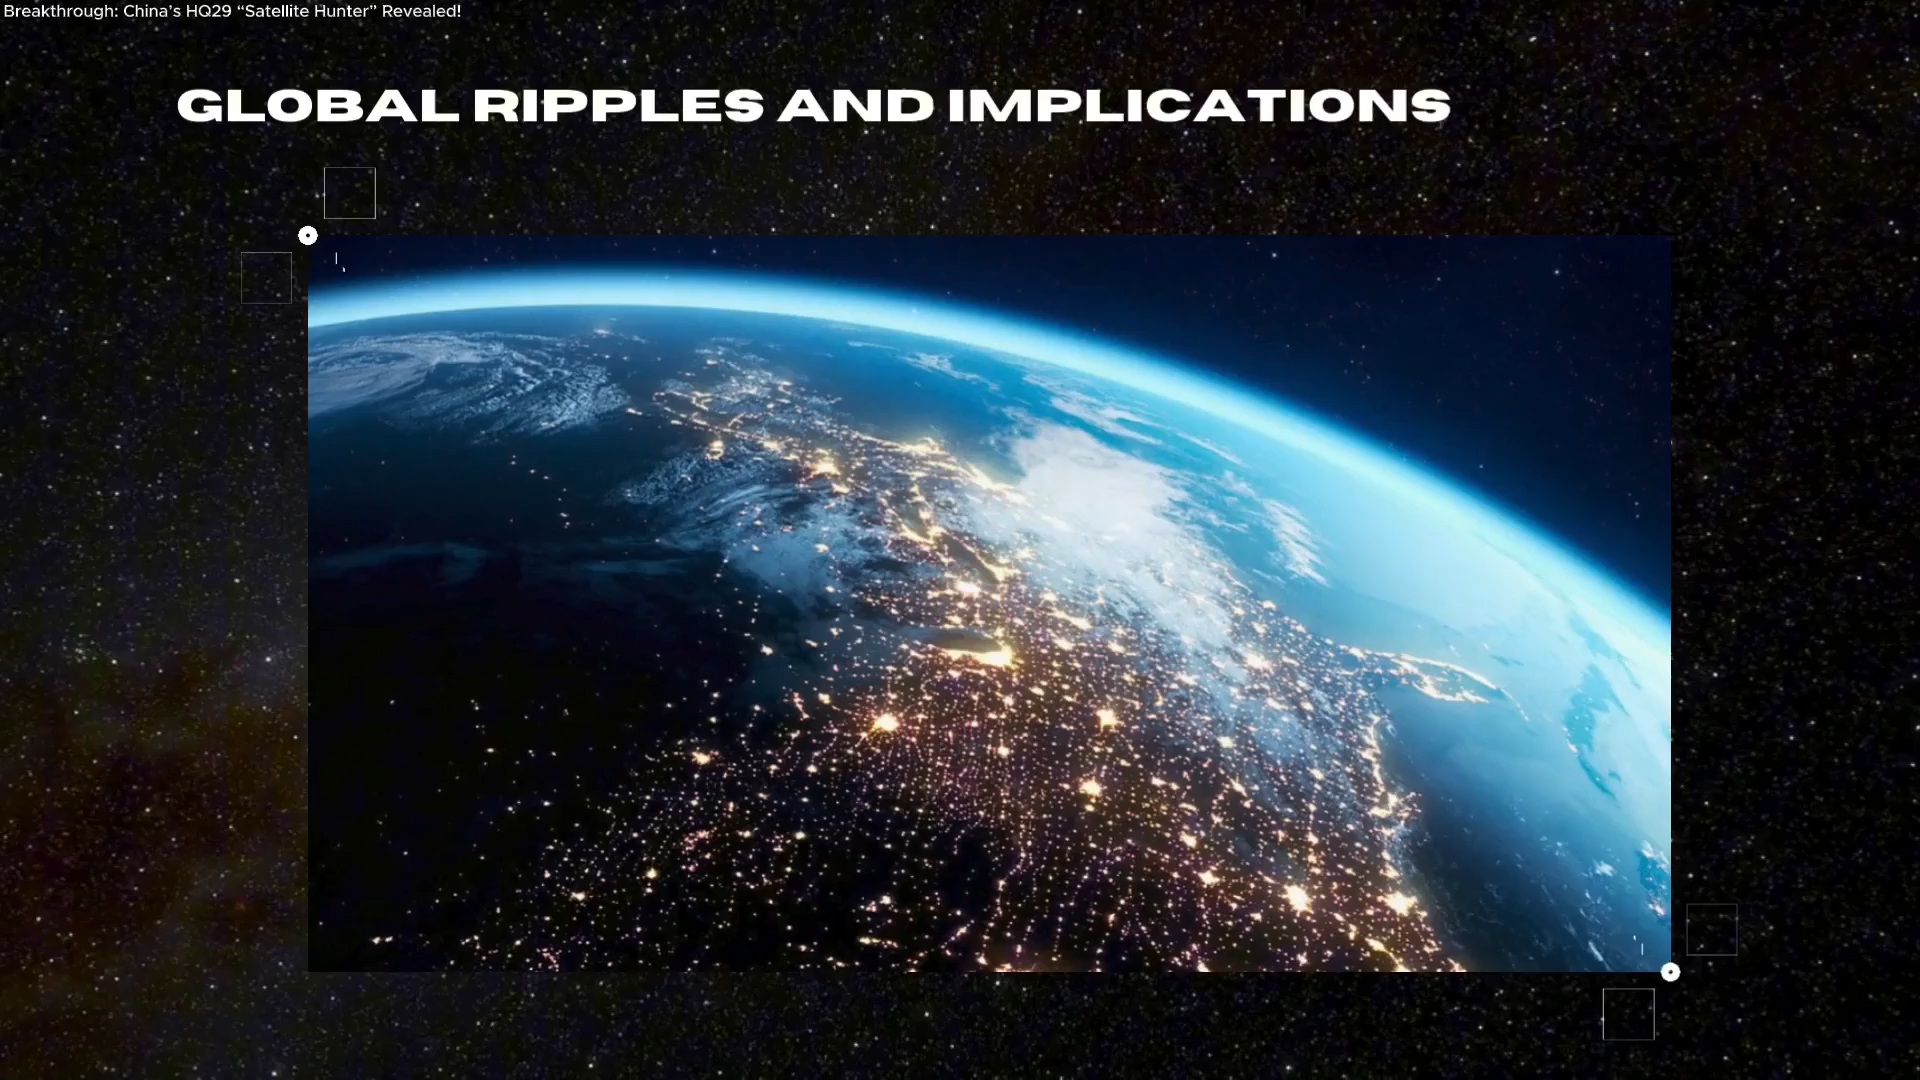 Breakthrough: China’s HQ29 “Satellite Hunter” Revealed!
GLOBAL RIPPLES AND IMPLICATIONS